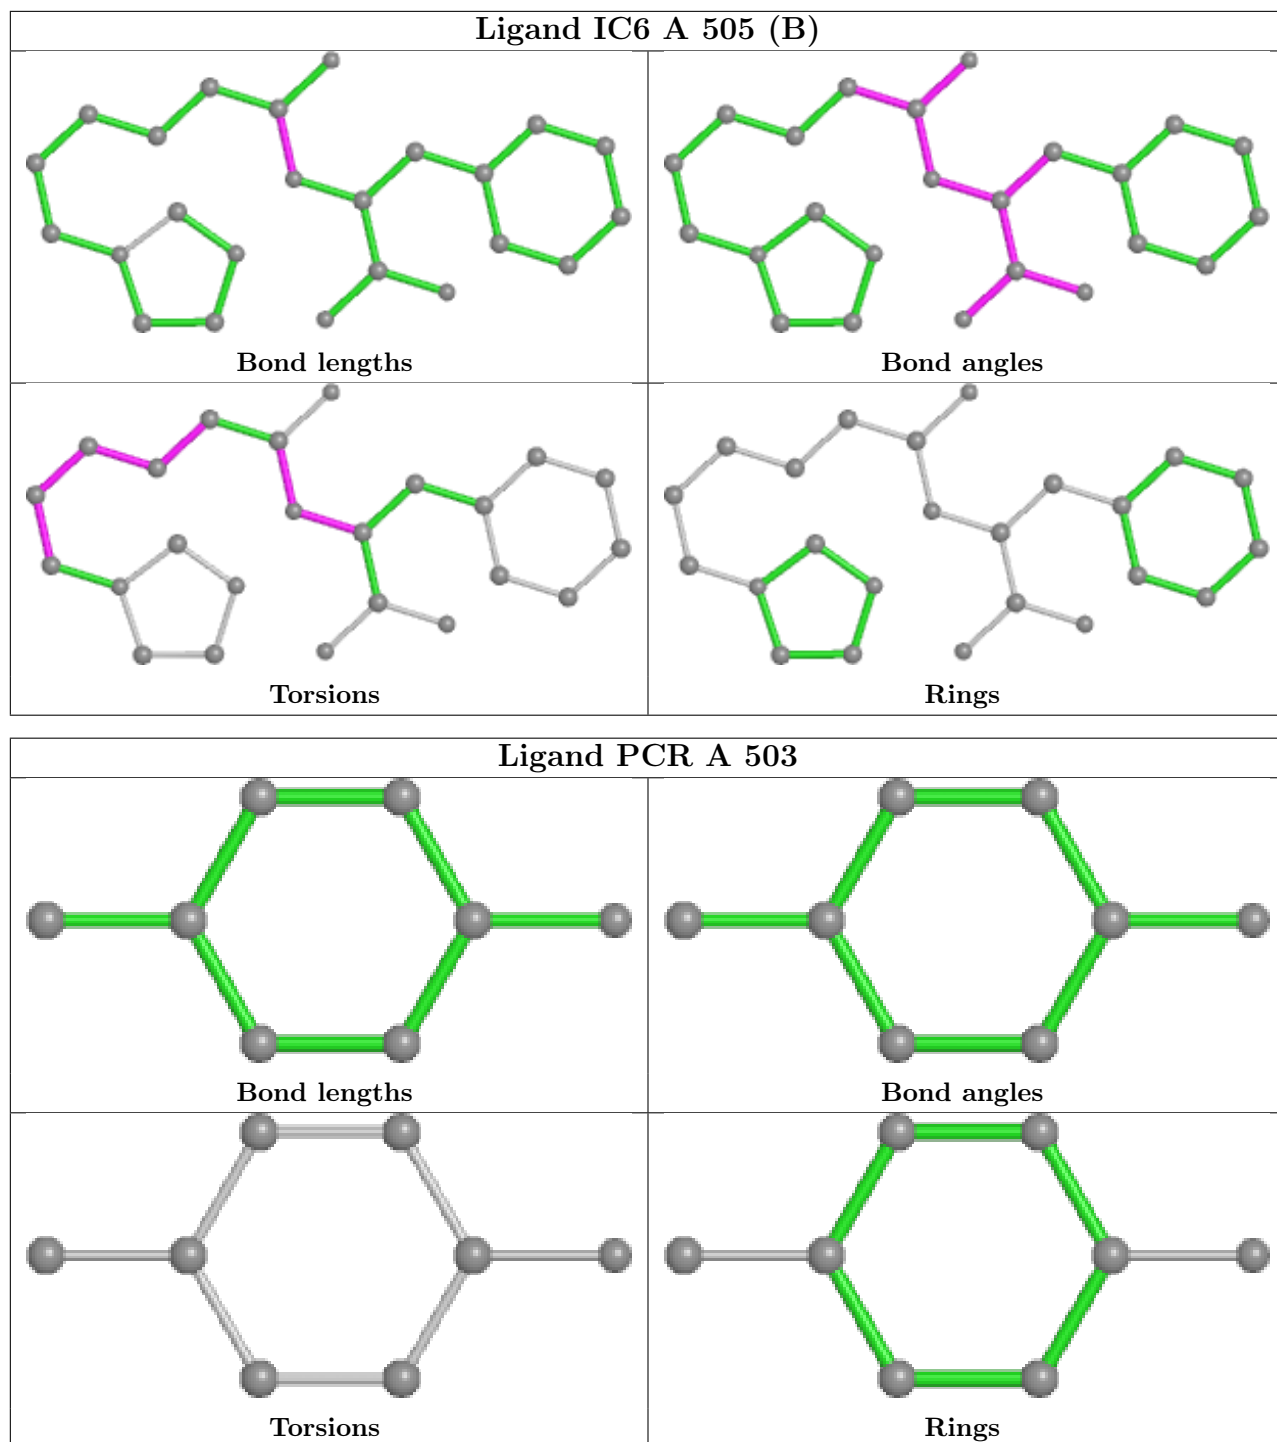 Ligand IC6 A 505 (B)
Bond lengths
Bond angles
Torsions
Rings
Ligand PCR A 503
Bond lengths
Bond angles
Torsions
Rings